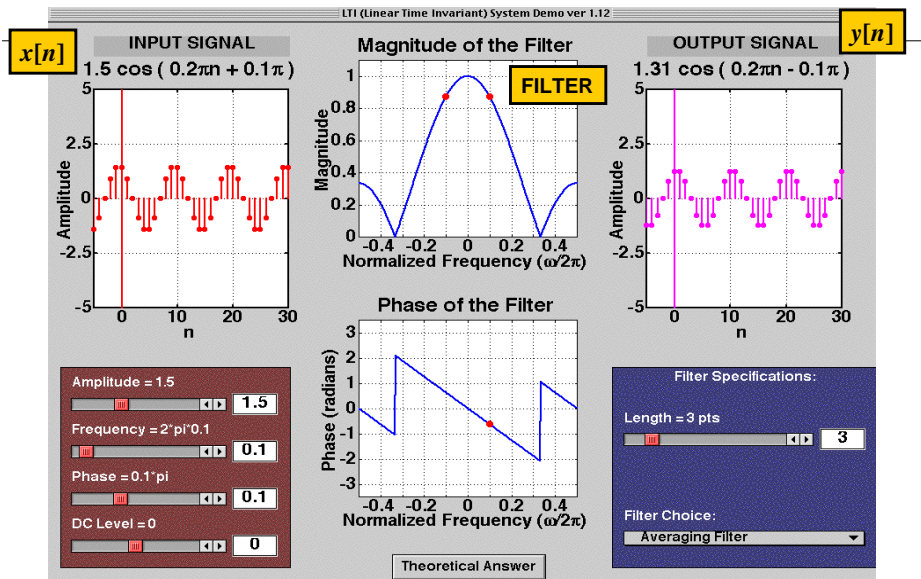 LTI (Linear Time Invariant) System Demo ver 1.12
x[n]
INPUT SIGNAL
1.5 cos ( 0.2πn + 0.1π )
5
2.5
0
-2.5
-5
Amplitude
0 10 20 30
n
Magnitude of the Filter
FILTER
1
0.8
0.6
0.4
0.2
0
Magnitude
-0.4 -0.2 0 0.2 0.4
Normalized Frequency (ω/2π)
y[n]
OUTPUT SIGNAL
1.31 cos ( 0.2πn - 0.1π )
5
2.5
0
-2.5
-5
Amplitude
0 10 20 30
n
Phase of the Filter
3
2
1
0
-1
-2
-3
Phase (radians)
-0.4 -0.2 0 0.2 0.4
Normalized Frequency (ω/2π)
Amplitude = 1.5
1.5
Frequency = 2*pi*0.1
0.1
Phase = 0.1*pi
0.1
DC Level = 0
0
Theoretical Answer
Filter Specifications:
Length = 3 pts
3
Filter Choice:
Averaging Filter